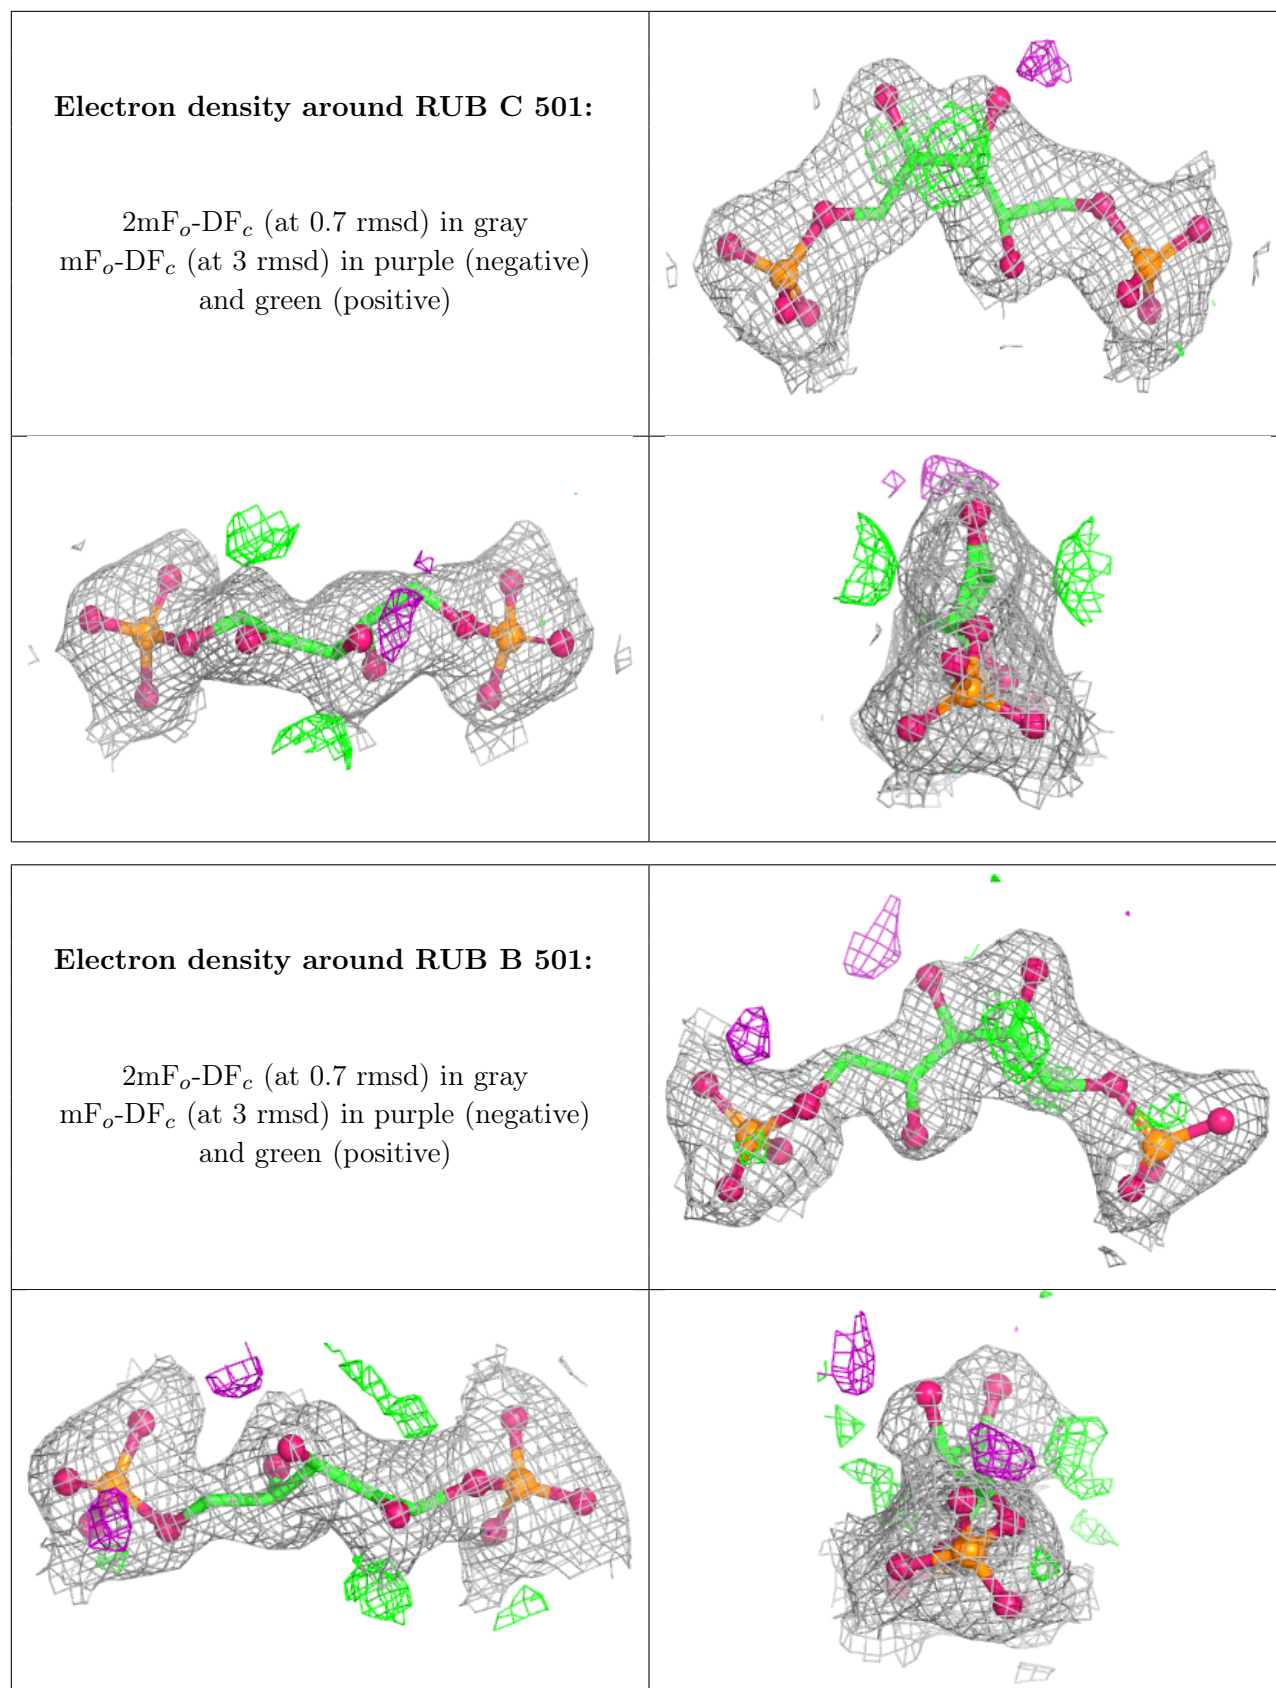 Electron density around RUB C 501:
2mFo-DFc (at 0.7 rmsd) in gray
mFo-DFc (at 3 rmsd) in purple (negative)
and green (positive)
Electron density around RUB B 501:
2mFo-DFc (at 0.7 rmsd) in gray
mFo-DFc (at 3 rmsd) in purple (negative)
and green (positive)